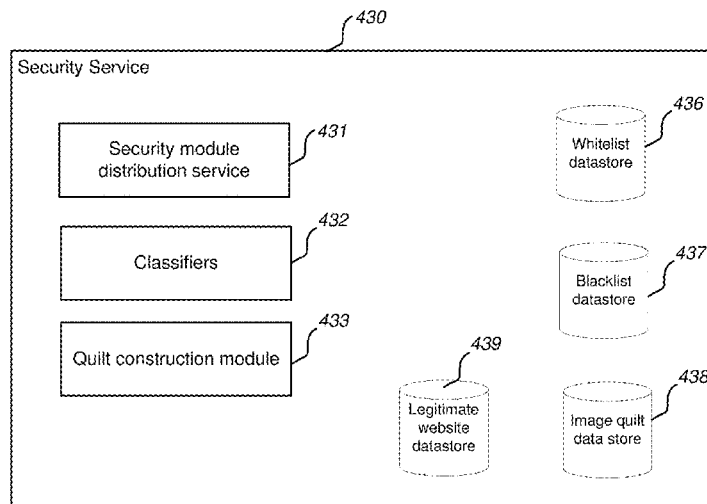 430
Security Service
431
Security module
distribution service
432
Classifiers
433
Quilt construction module
436
Whitelist
datastore
437
Blacklist
datastore
439
Legitimate
website
datastore
438
Image quilt
data store